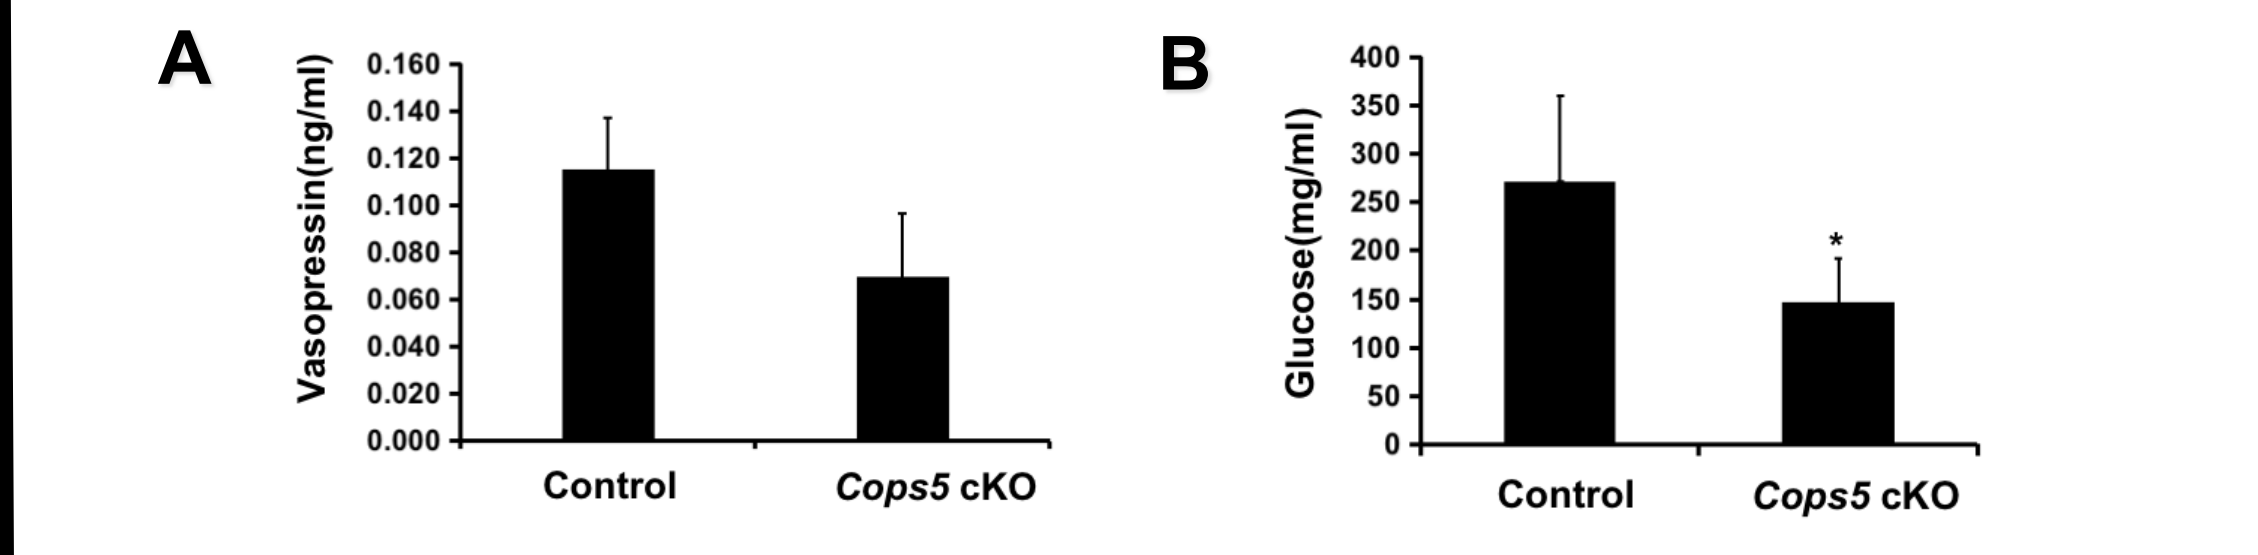 A
Vasopressin(ng/ml)
0.160
0.140
0.120
0.100
0.080
0.060
0.040
0.020
0.000
Control
Cops5 cKO
B
Glucose(mg/ml)
400
350
300
250
200
150
100
50
0
*
Control
Cops5 cKO